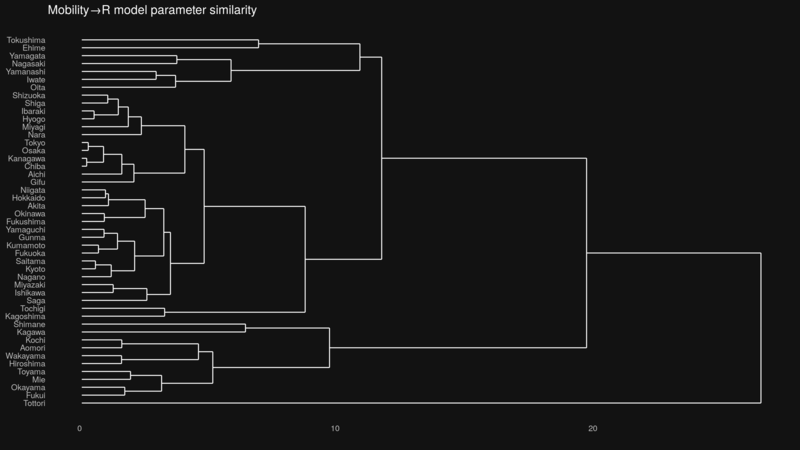 Mobility→R model parameter similarity
Tokushima
Ehime
Yamagata
Nagasaki
Yamanashi
Iwate
Oita
Shizuoka
Shiga
Ibaraki
Hyogo
Miyagi
Nara
Tokyo
Osaka
Kanagawa
Chiba
Aichi
Gifu
Niigata
Hokkaido
Akita
Okinawa
Fukushima
Yamaguchi
Gunma
Kumamoto
Fukuoka
Saitama
Kyoto
Nagano
Miyazaki
Ishikawa
Saga
Tochigi
Kagoshima
Shimane
Kagawa
Kochi
Aomori
Wakayama
Hiroshima
Toyama
Mie
Okayama
Fukui
Tottori
0 10 20